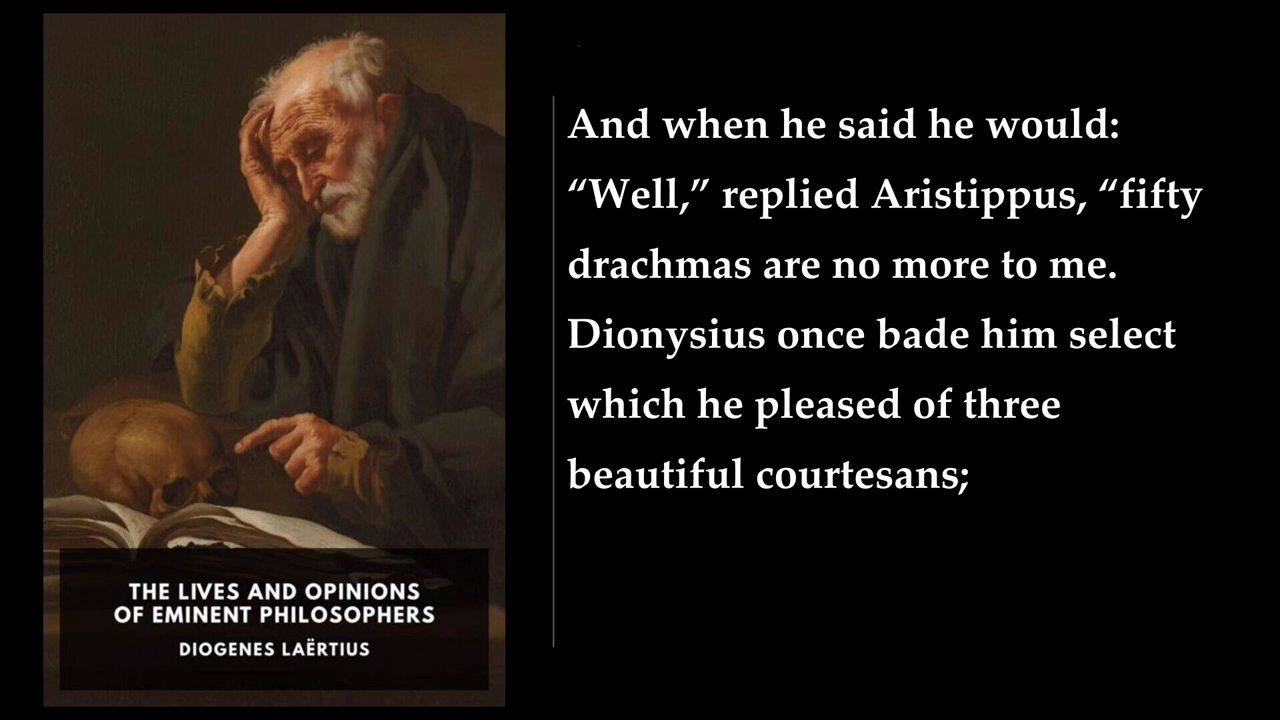 And when he said he would:
“Well,” replied Aristippus, “fifty
drachmas are no more to me.
Dionysius once bade him select
which he pleased of three
beautiful courtesans;
THE LIVES AND OPINIONS
OF EMINENT PHILOSOPHERS
DIOGENES LAËRTIUS